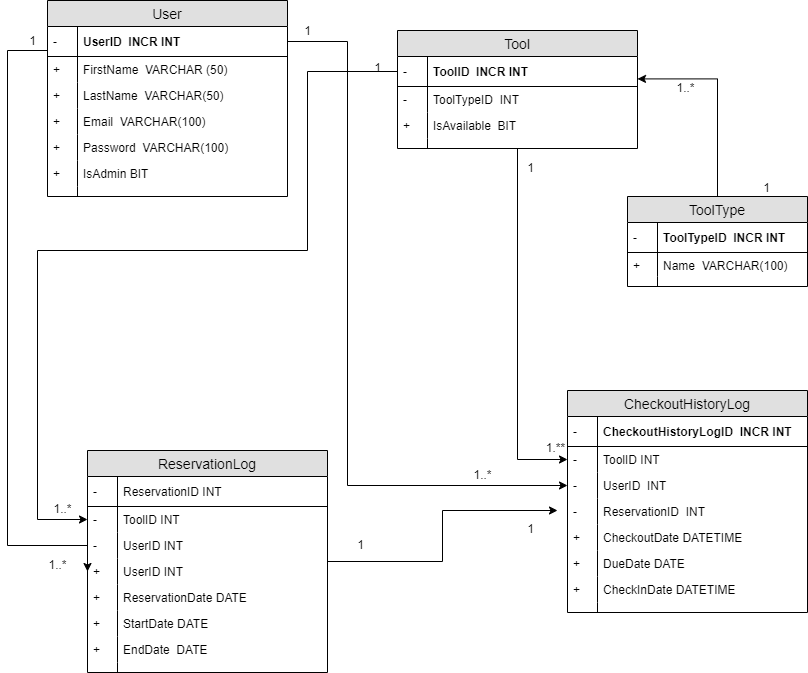 User
- UserID INCR INT
+ FirstName VARCHAR (50)
+ LastName VARCHAR(50)
+ Email VARCHAR(100)
+ Password VARCHAR(100)
+ IsAdmin BIT
1
1
1
Tool
- ToolID INCR INT
- ToolTypeID INT
+ IsAvailable BIT
1..*
1
1
ToolType
- ToolTypeID INCR INT
+ Name VARCHAR(100)
CheckoutHistoryLog
- CheckoutHistoryLogID INCR INT
- ToolID INT
- UserID INT
- ReservationID INT
+ CheckoutDate DATETIME
+ DueDate DATE
+ CheckInDate DATETIME
1.**
1..*
1
1
ReservationLog
- ReservationID INT
- ToolID INT
- UserID INT
+ UserID INT
+ ReservationDate DATE
+ StartDate DATE
+ EndDate DATE
1..*
1..*